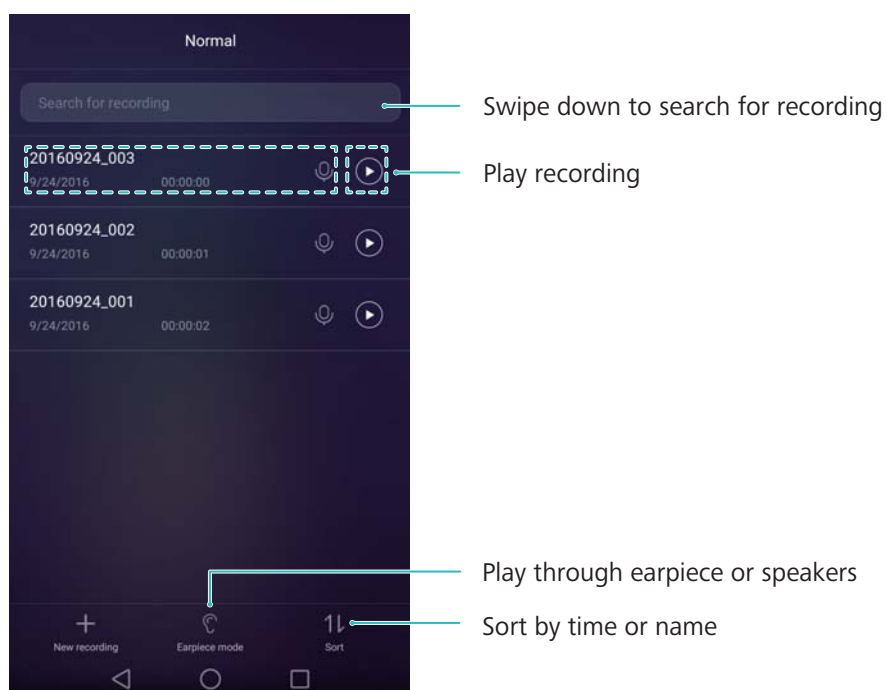 Normal
Search for recording
Swipe down to search for recording
20160924_003
9/24/2016 00:00:00
Play recording
20160924_002
9/24/2016 00:00:01
20160924_001
9/24/2016 00:00:02
Play through earpiece or speakers
Sort by time or name
New recording Earpiece mode Sort